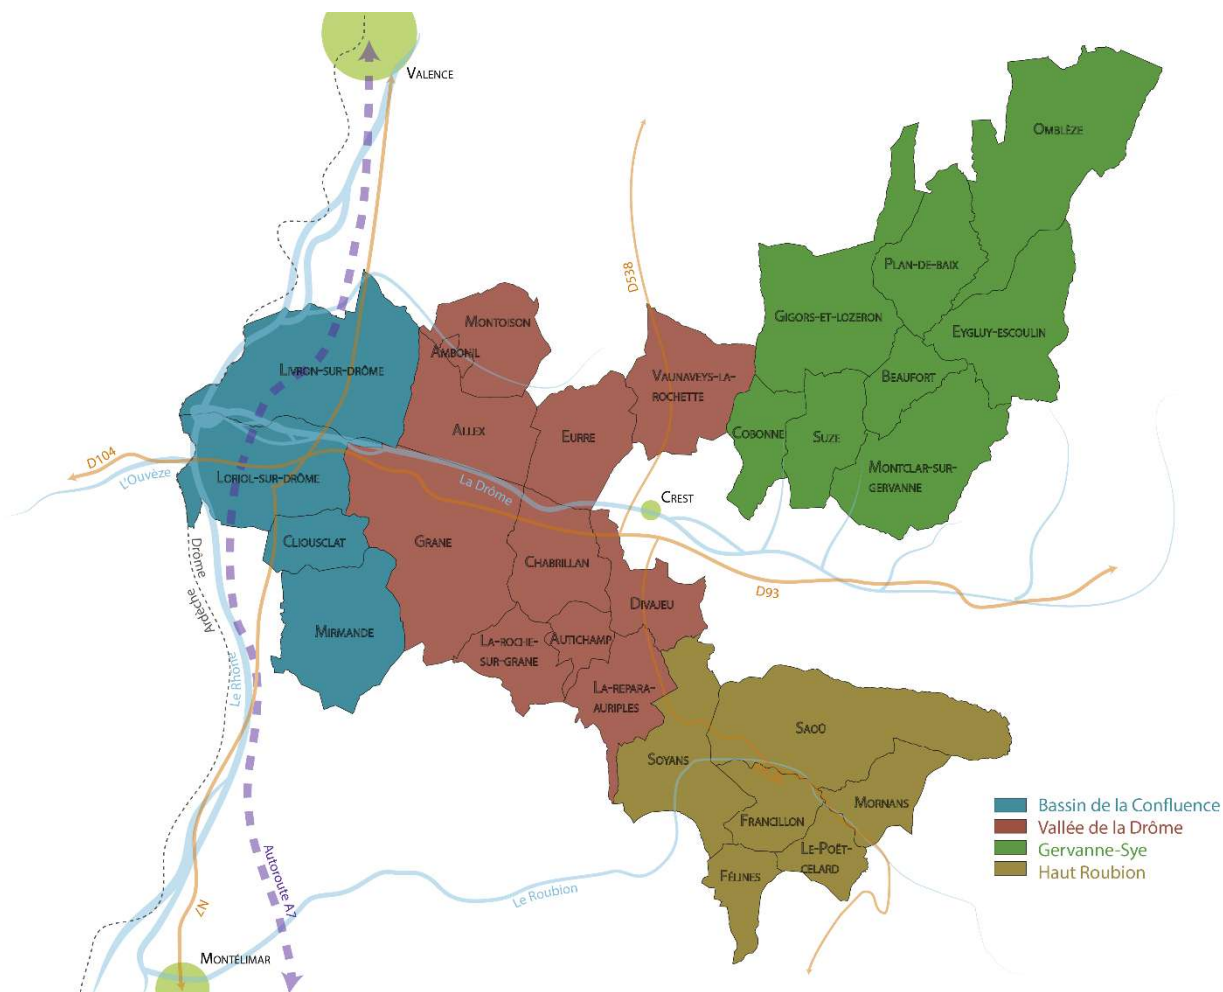 Valence
Omblèze
D538
Plan-de-baix
Gigors-et-lozeron
Eygluy-escoulin
Montoison
Ambonil
Livron-sur-drôme
Vaunaveys-la-
rochette
Beaufort
Allex
Eurre
Cobonne
Suze
D104
L'Ouvèze
Loriol-sur-drôme
La Drôme
Montclar-sur-
gervanne
Crest
Cliousclat
Grane
Chabrillan
D93
Drôme
Ardèche
Mirmande
Divajeu
La-roche-
sur-grane
Autichamp
Le Rhône
La-repara-
auriples
Saoû
Soyans
Mornans
Francillon
Le-Poët-
celard
Félines
Bassin de la Confluence
Vallée de la Drôme
Gervanne-Sye
Haut Roubion
Autoroute A7
Le Roubion
N7
Montélimar